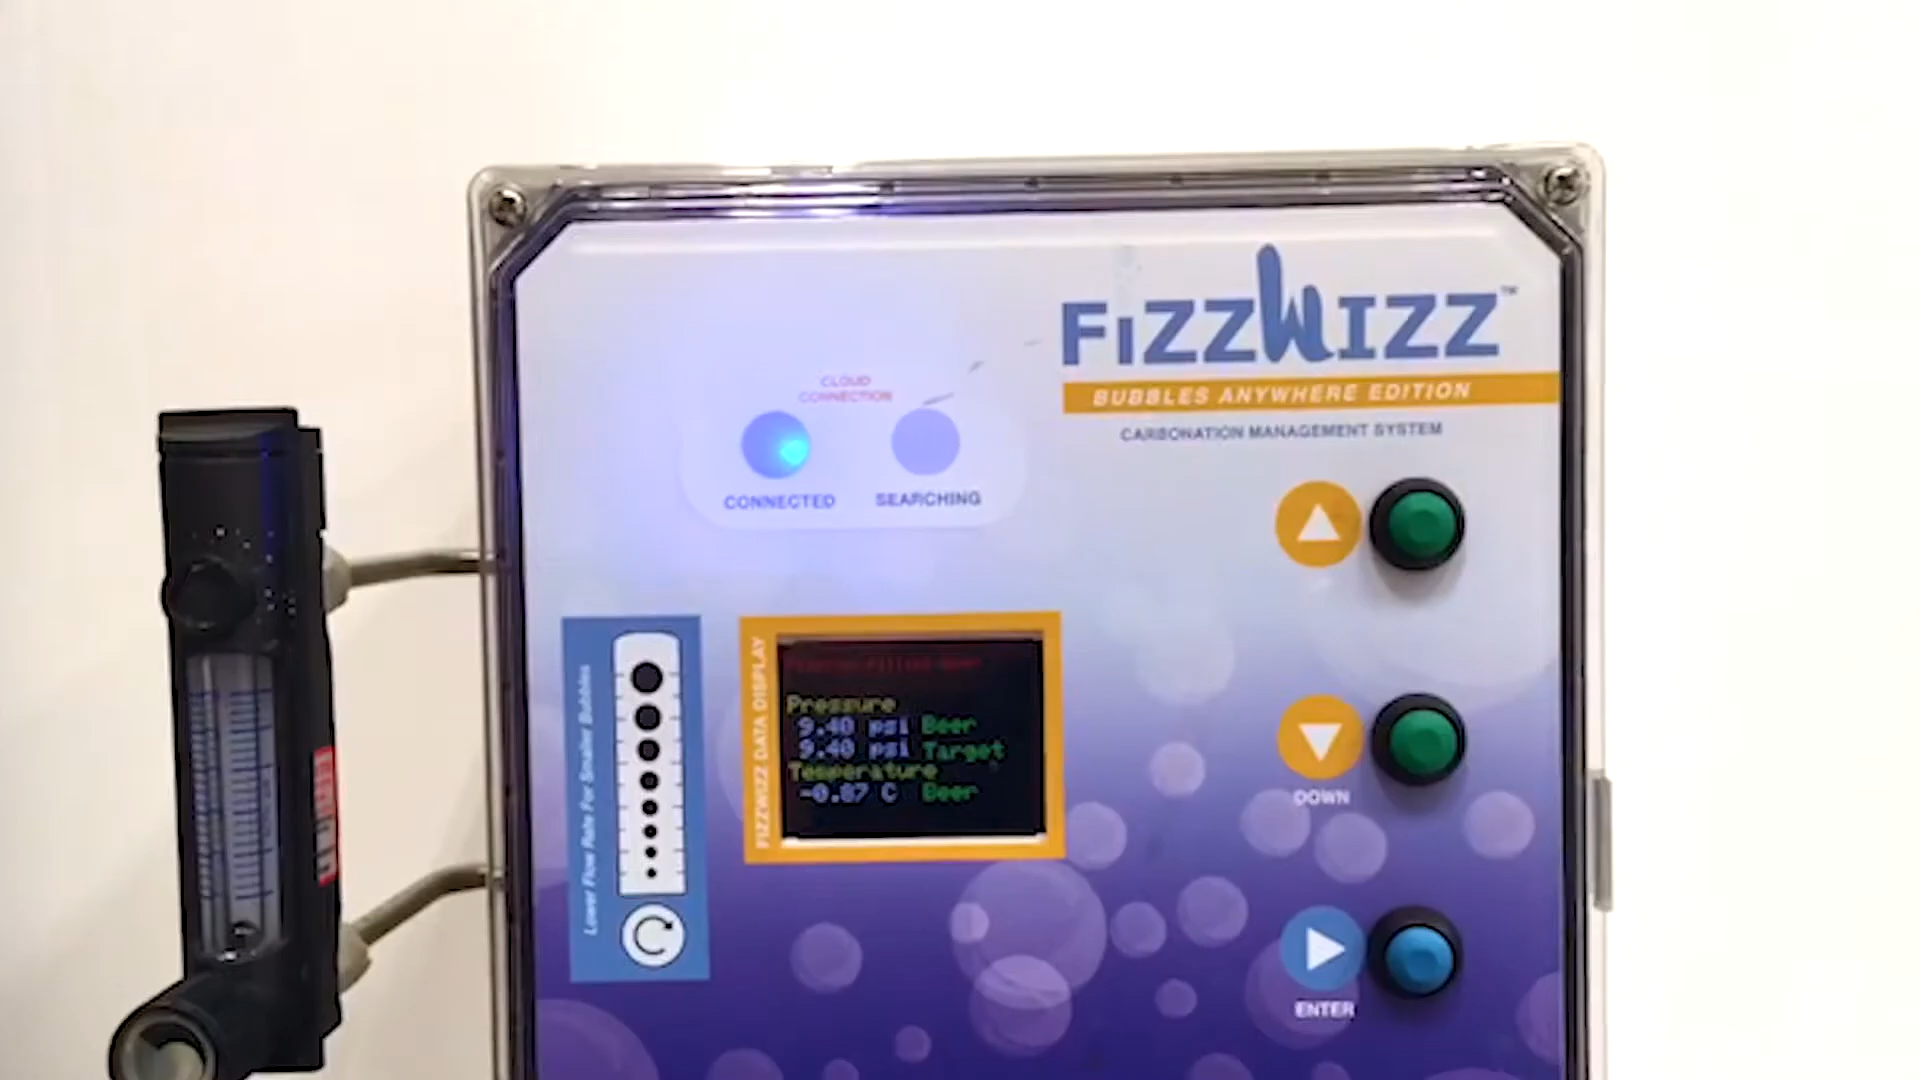 FiZZWIZZ™
BUBBLES ANYWHERE EDITION
CARBONATION MANAGEMENT SYSTEM
CLOUD
CONNECTION
CONNECTED
SEARCHING
Lower Flow Rate For Smaller Bubbles
FIZZWIZZ DATA DISPLAY
Pressure
9.40 psi Beer
9.40 psi Target
Temperature
-0.87 C Beer
DOWN
ENTER